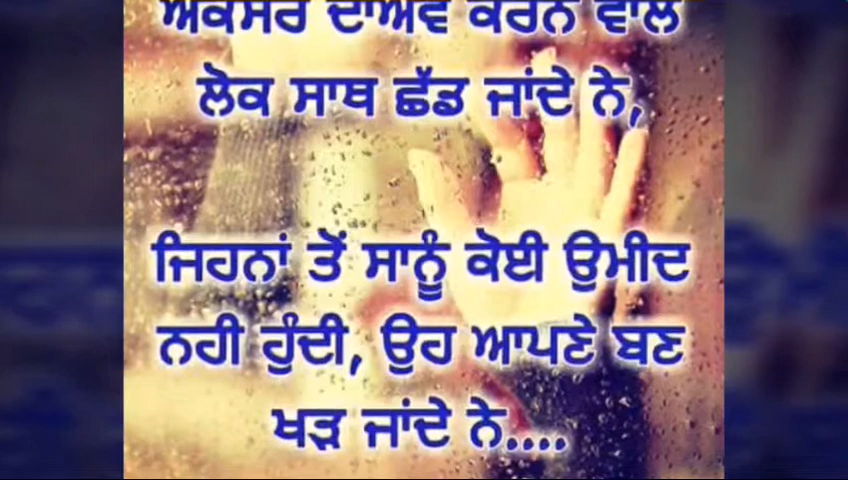 ਅਕਸਰ ਦਾਅਵੇ ਕਰਨ ਵਾਲੇ
ਲੋਕ ਸਾਥ ਛੱਡ ਜਾਂਦੇ ਨੇ,
ਜਿਹਨਾਂ ਤੋਂ ਸਾਨੂੰ ਕੋਈ ਉਮੀਦ
ਨਹੀ ਹੁੰਦੀ, ਉਹ ਆਪਣੇ ਬਣ
ਖੜ ਜਾਂਦੇ ਨੇ....